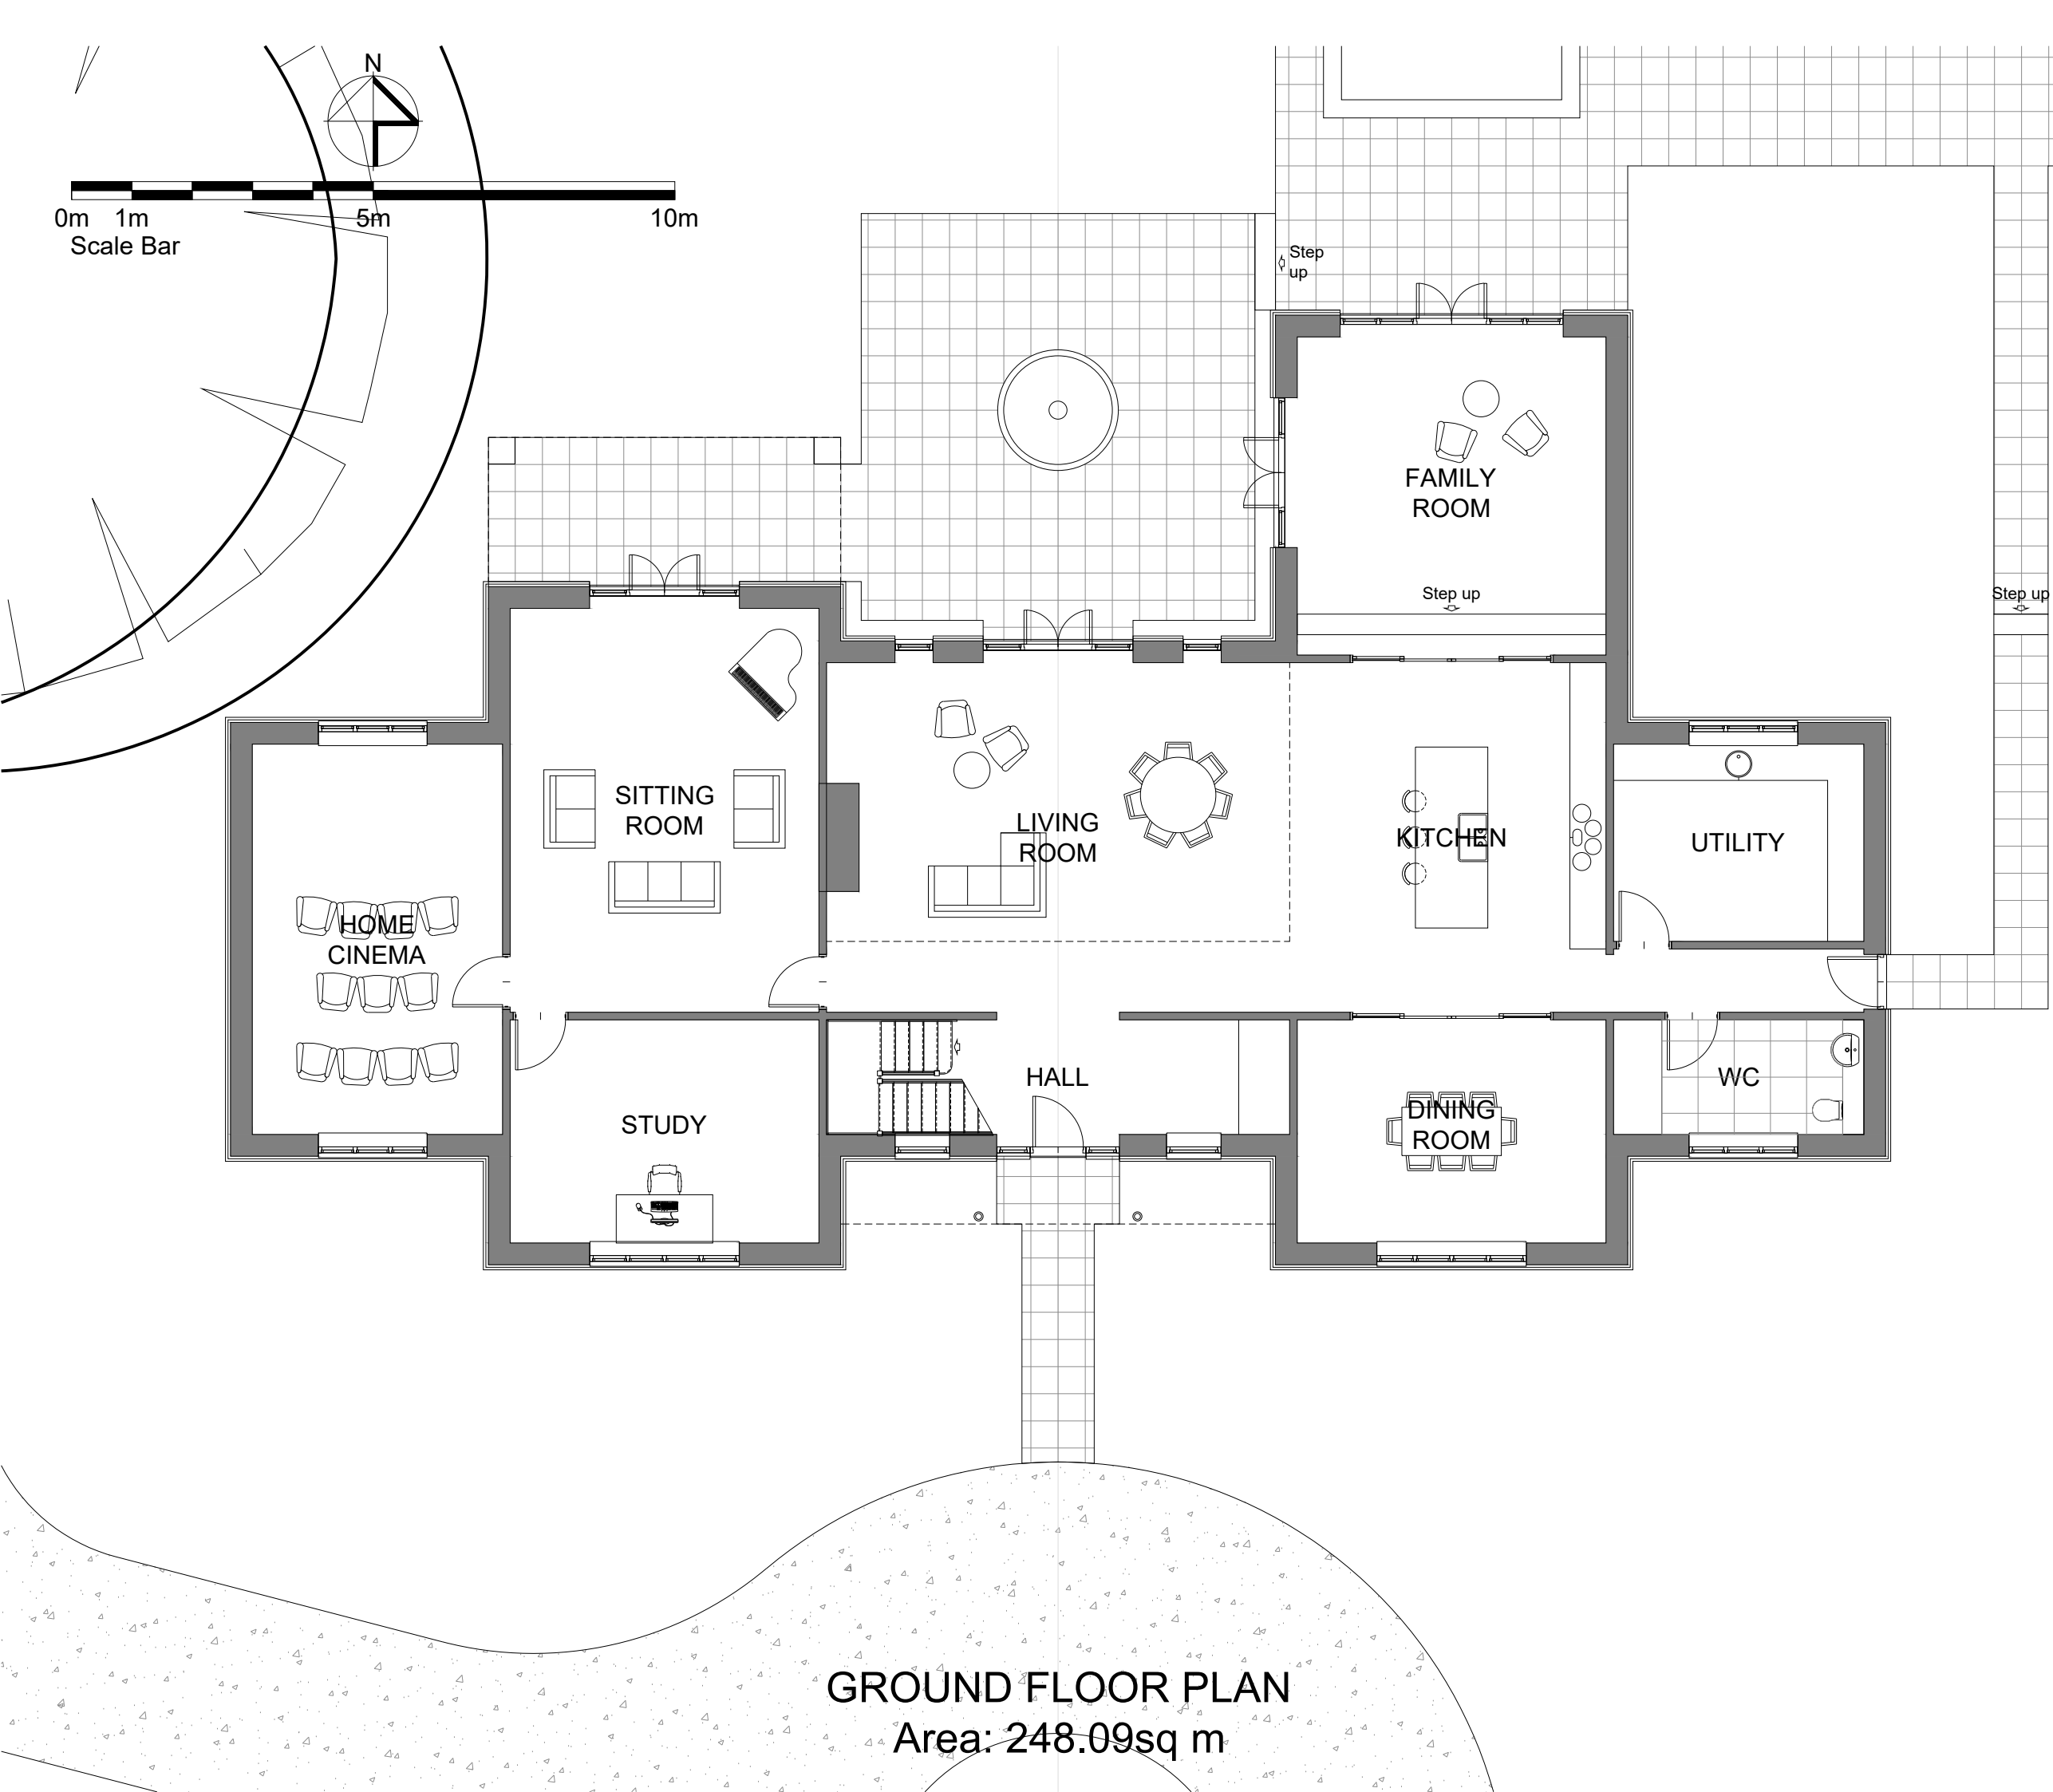 N
0m 1m 5m 10m
Scale Bar
Step
up
FAMILY
ROOM
Step up
Step up
SITTING
ROOM
LIVING
ROOM
KITCHEN
UTILITY
HOME
CINEMA
HALL
WC
STUDY
DINING
ROOM
GROUND FLOOR PLAN
Area: 248.09sq m